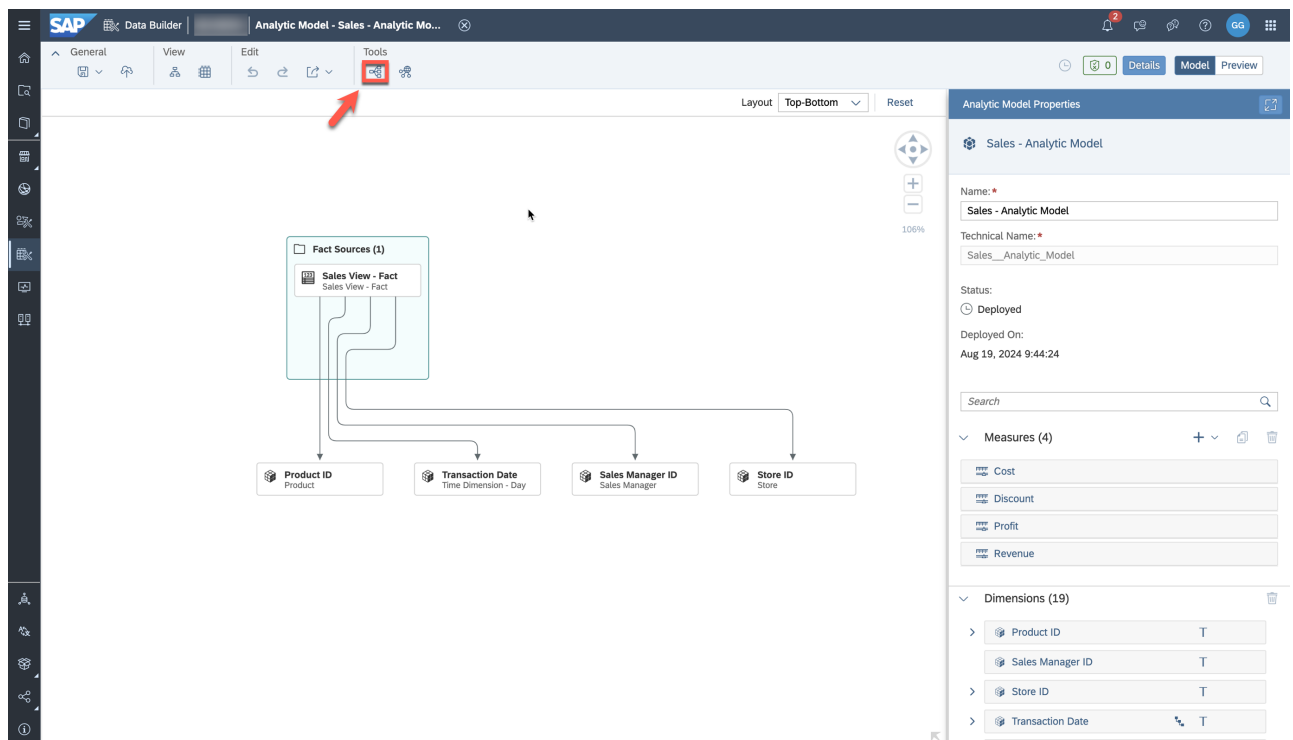 SAP Data Builder Analytic Model - Sales - Analytic Mo... 2 GG
General View Edit Tools
0 Details Model Preview
Layout Top-Bottom Reset
106%
Fact Sources (1)
Sales View - Fact
Sales View - Fact
Product ID
Product
Transaction Date
Time Dimension - Day
Sales Manager ID
Sales Manager
Store ID
Store
Analytic Model Properties
Sales - Analytic Model
Name:*
Sales - Analytic Model
Technical Name:*
Sales__Analytic_Model
Status:
Deployed
Deployed On:
Aug 19, 2024 9:44:24
Search
Measures (4)
Cost
Discount
Profit
Revenue
Dimensions (19)
Product ID T
Sales Manager ID T
Store ID T
Transaction Date T